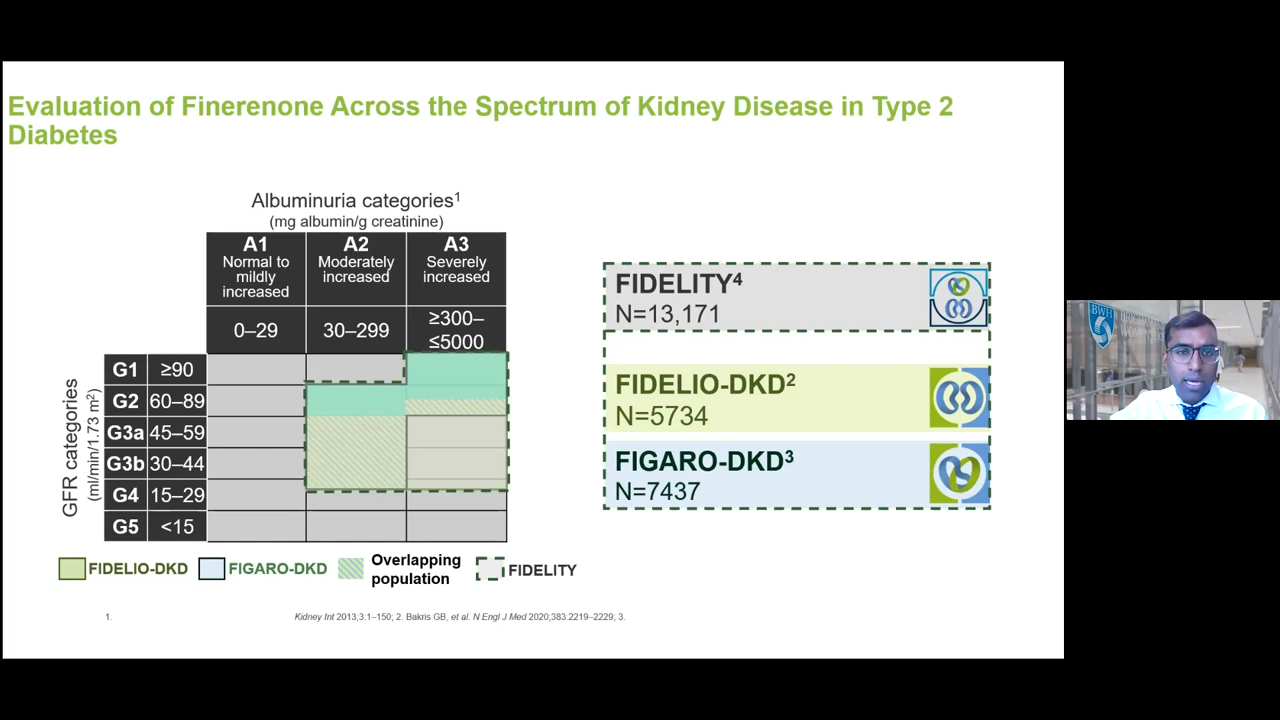 Evaluation of Finerenone Across the Spectrum of Kidney Disease in Type 2
Diabetes
Albuminuria categories¹
(mg albumin/g creatinine)
A1
Normal to
mildly
increased
A2
Moderately
increased
A3
Severely
increased
0–29
30–299
≥300–
≤5000
GFR categories
(ml/min/1.73 m²)
G1 ≥90
G2 60–89
G3a 45–59
G3b 30–44
G4 15–29
G5 <15
FIDELIO-DKD
FIGARO-DKD
Overlapping
population
FIDELITY
FIDELITY⁴
N=13,171
FIDELIO-DKD²
N=5734
FIGARO-DKD³
N=7437
1. Kidney Int 2013;3:1–150; 2. Bakris GB, et al. N Engl J Med 2020;383:2219–2229; 3.
BWH